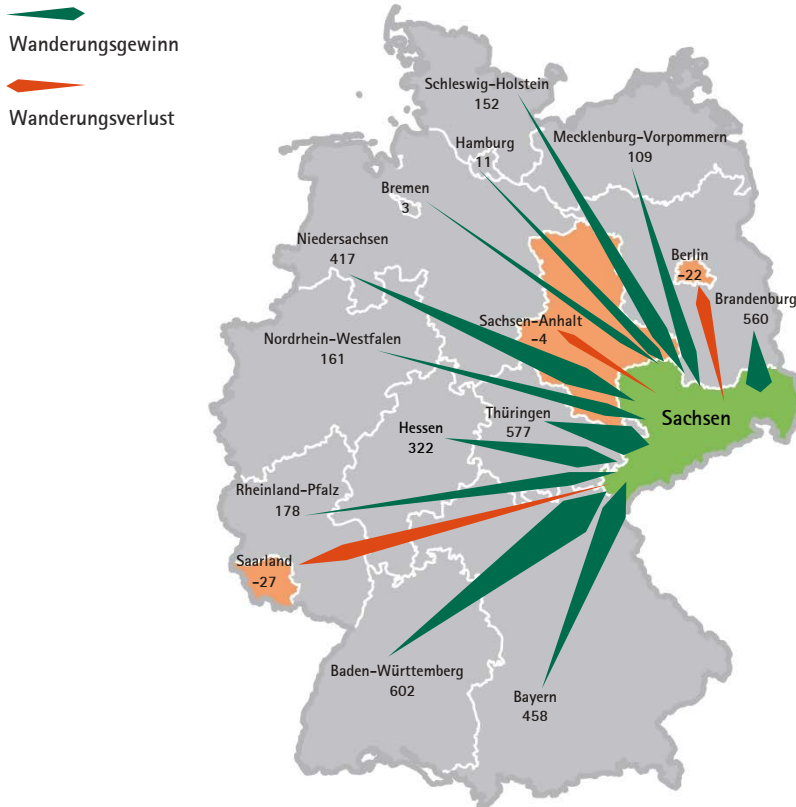 Wanderungsgewinn
Wanderungsverlust
Schleswig-Holstein
152
Hamburg
11
Mecklenburg-Vorpommern
109
Bremen
3
Niedersachsen
417
Berlin
-22
Brandenburg
560
Sachsen-Anhalt
-4
Nordrhein-Westfalen
161
Sachsen
Thüringen
577
Hessen
322
Rheinland-Pfalz
178
Saarland
-27
Baden-Württemberg
602
Bayern
458